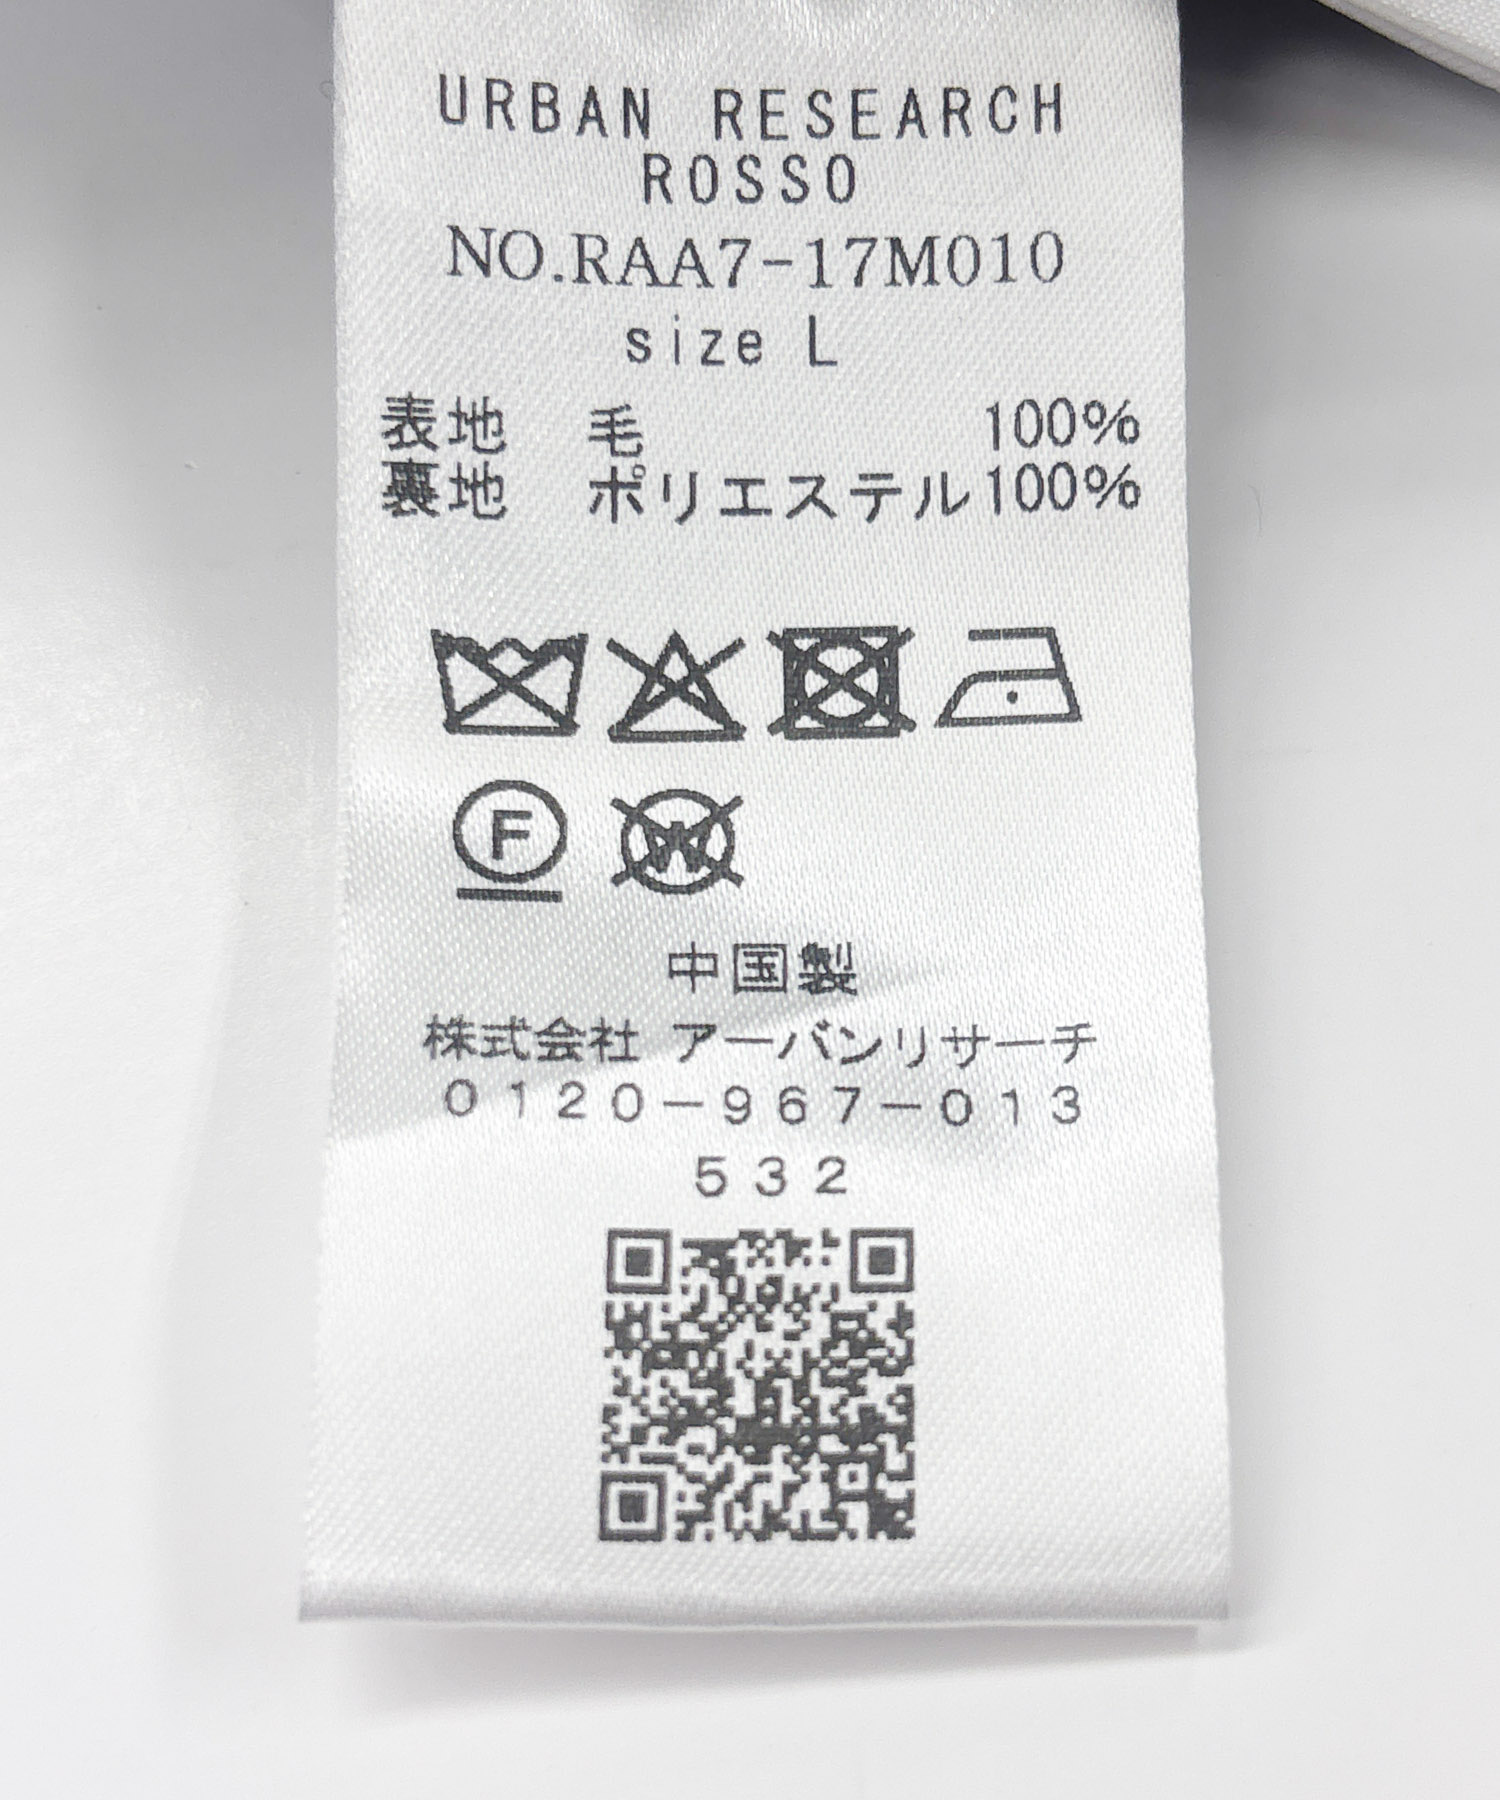 URBAN RESEARCH
ROSSO
NO.RAA7-17M010
size L
表地 毛 100%
裏地 ポリエステル100%
F W
中国製
株式会社 アーバンリサーチ
0120-967-013
532